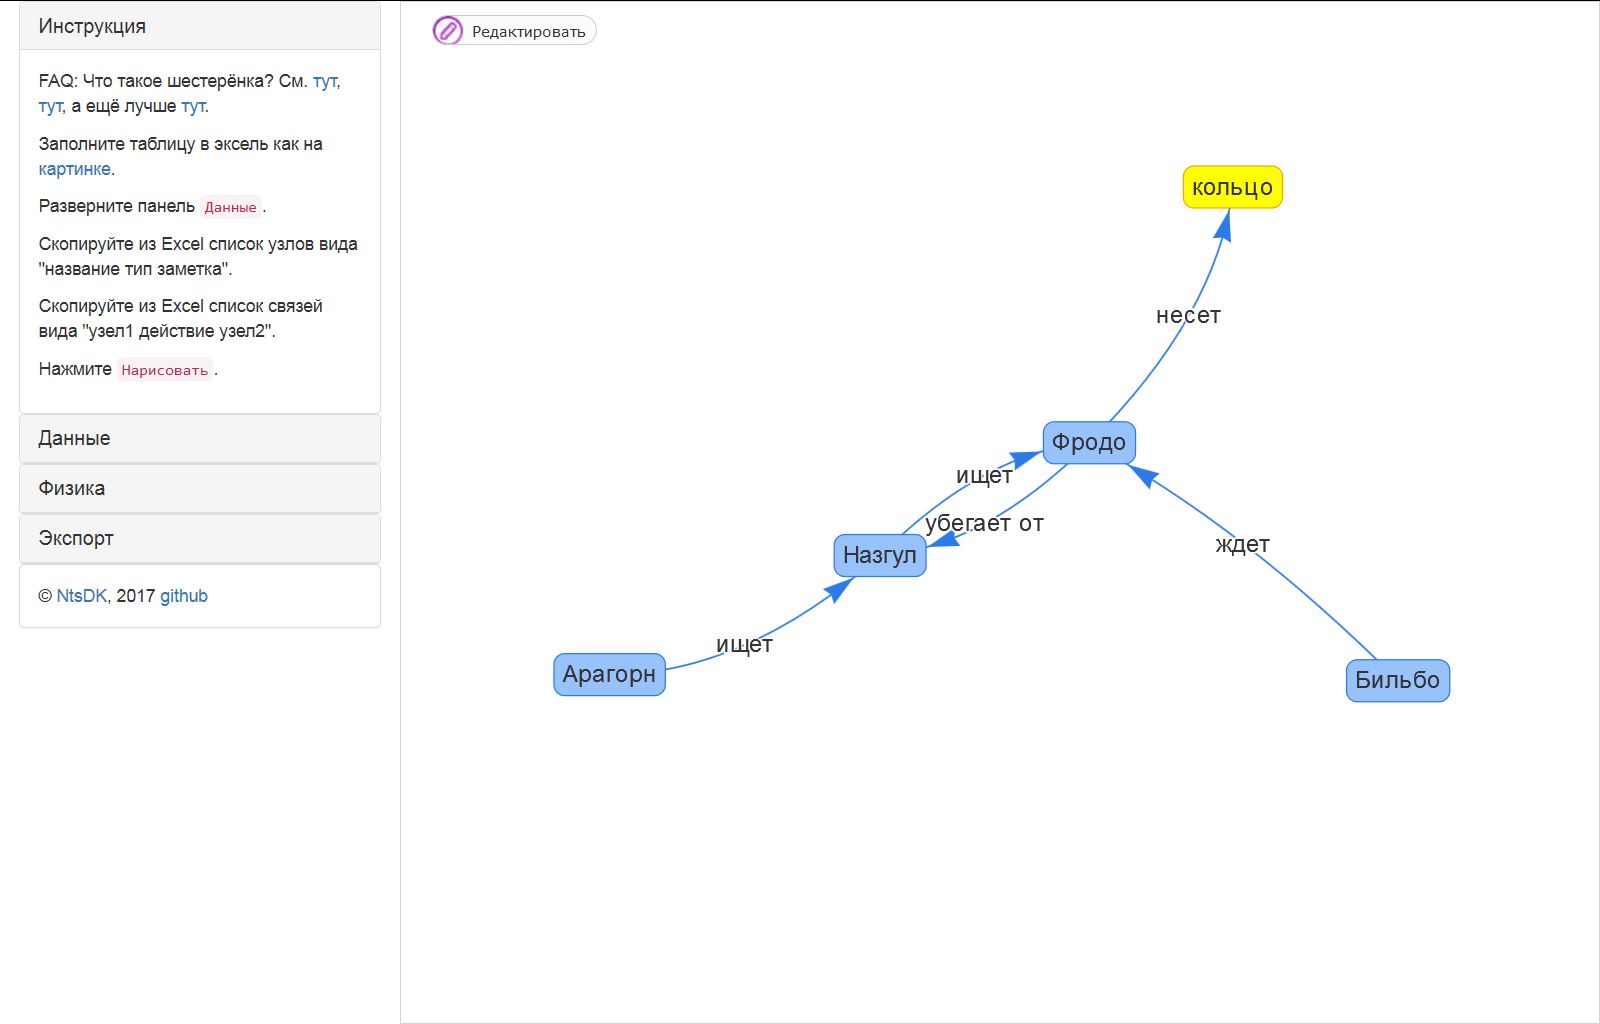 Инструкция
FAQ: Что такое шестерёнка? См. тут,
тут, а ещё лучше тут.
Заполните таблицу в эксель как на
картинке.
Разверните панель Данные.
Скопируйте из Excel список узлов вида
"название тип заметка".
Скопируйте из Excel список связей
вида "узел1 действие узел2".
Нажмите Нарисовать.
Данные
Физика
Экспорт
© NtsDK, 2017 github
Редактировать
кольцо
несет
Фродо
ищет
убегает от
Назгул
ждет
ищет
Арагорн
Бильбо